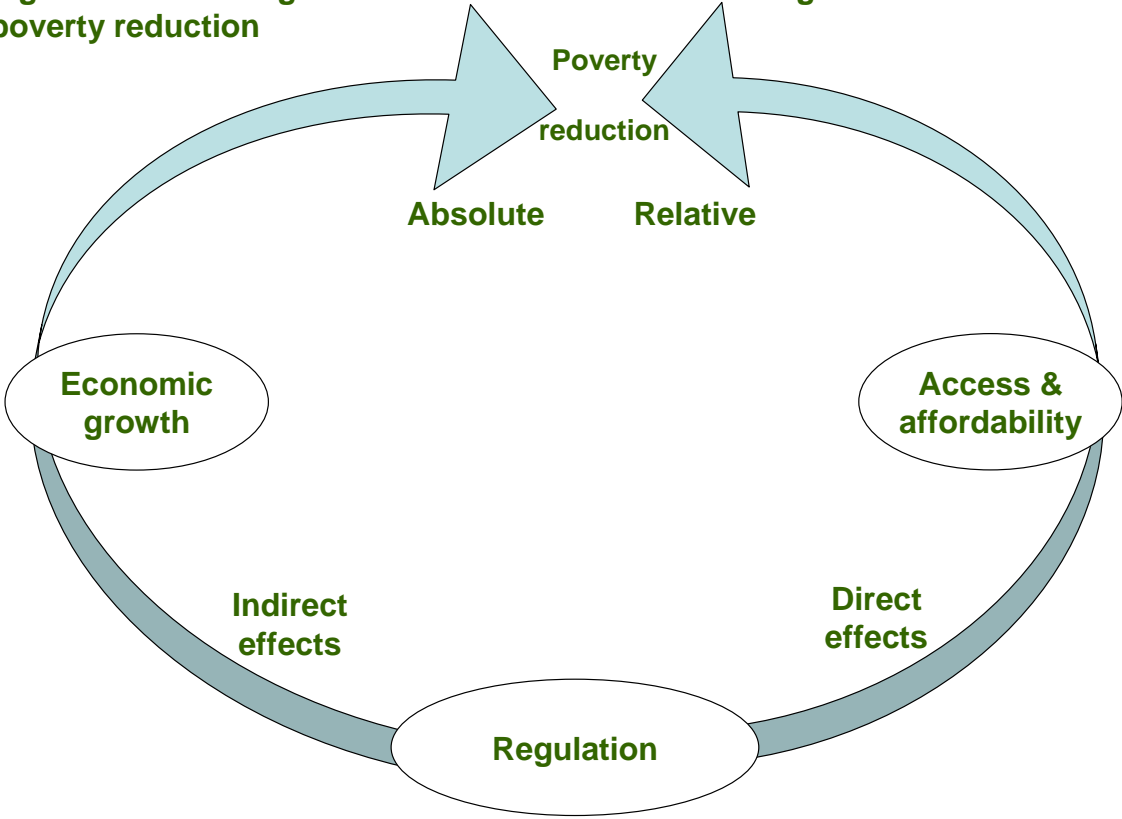 poverty reduction
Poverty
reduction
Absolute
Relative
Economic
growth
Access &
affordability
Indirect
effects
Direct
effects
Regulation